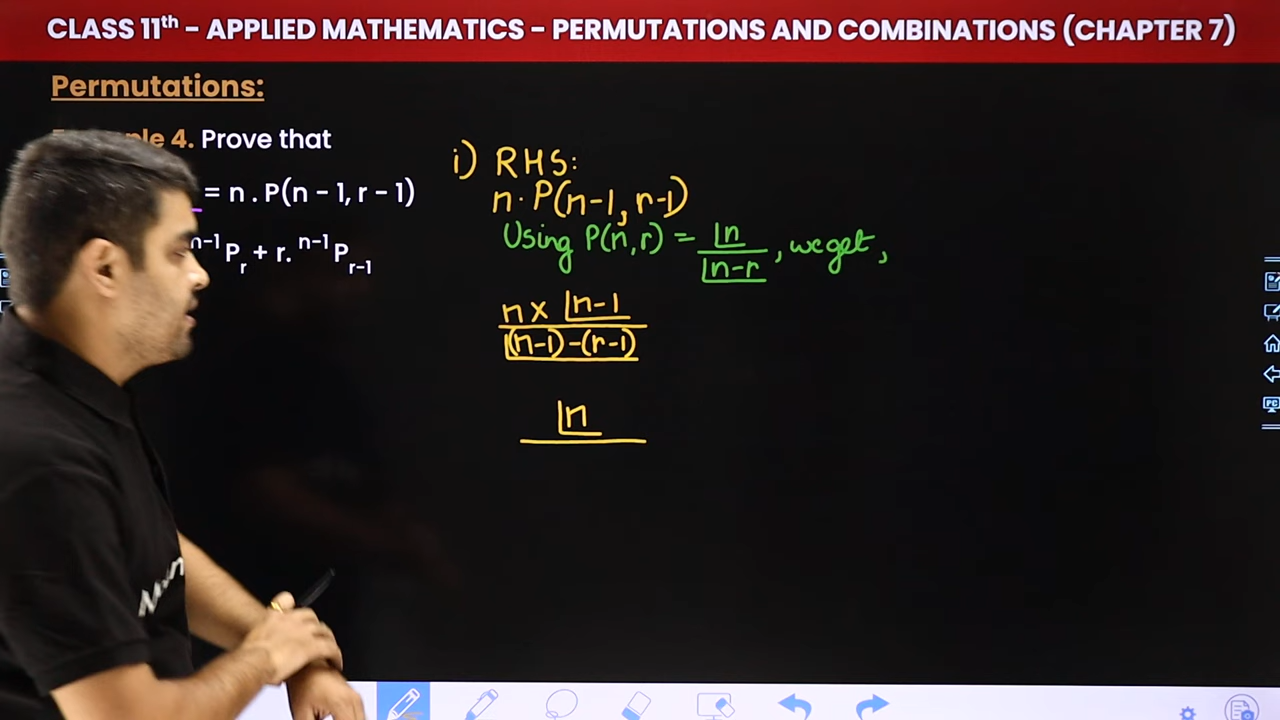 CLASS 11th – APPLIED MATHEMATICS – PERMUTATIONS AND COMBINATIONS (CHAPTER 7)
Permutations:
4. Prove that
= n . P(n – 1, r – 1)
n-1Pr + r. n-1Pr-1
i) RHS:
n · P(n-1, r-1)
Using P(n,r) = ⌊n / ⌊n-r , we get,
n × ⌊n-1
⌊(n-1) - (r-1)
⌊n